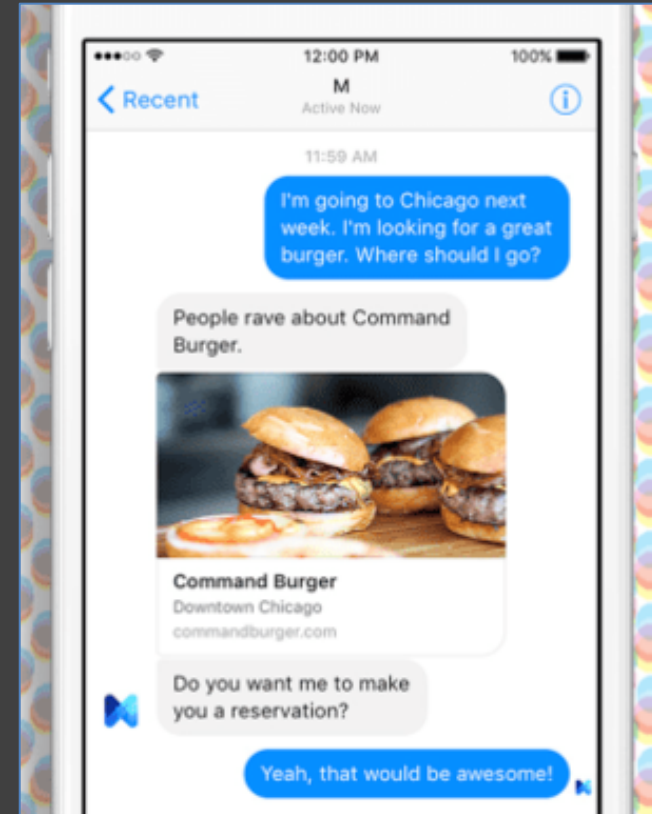 12:00 PM
100%
Recent
M
Active Now
11:59 AM
I'm going to Chicago next
week. I'm looking for a great
burger. Where should I go?
People rave about Command
Burger.
Command Burger
Downtown Chicago
commandburger.com
Do you want me to make
you a reservation?
Yeah, that would be awesome!